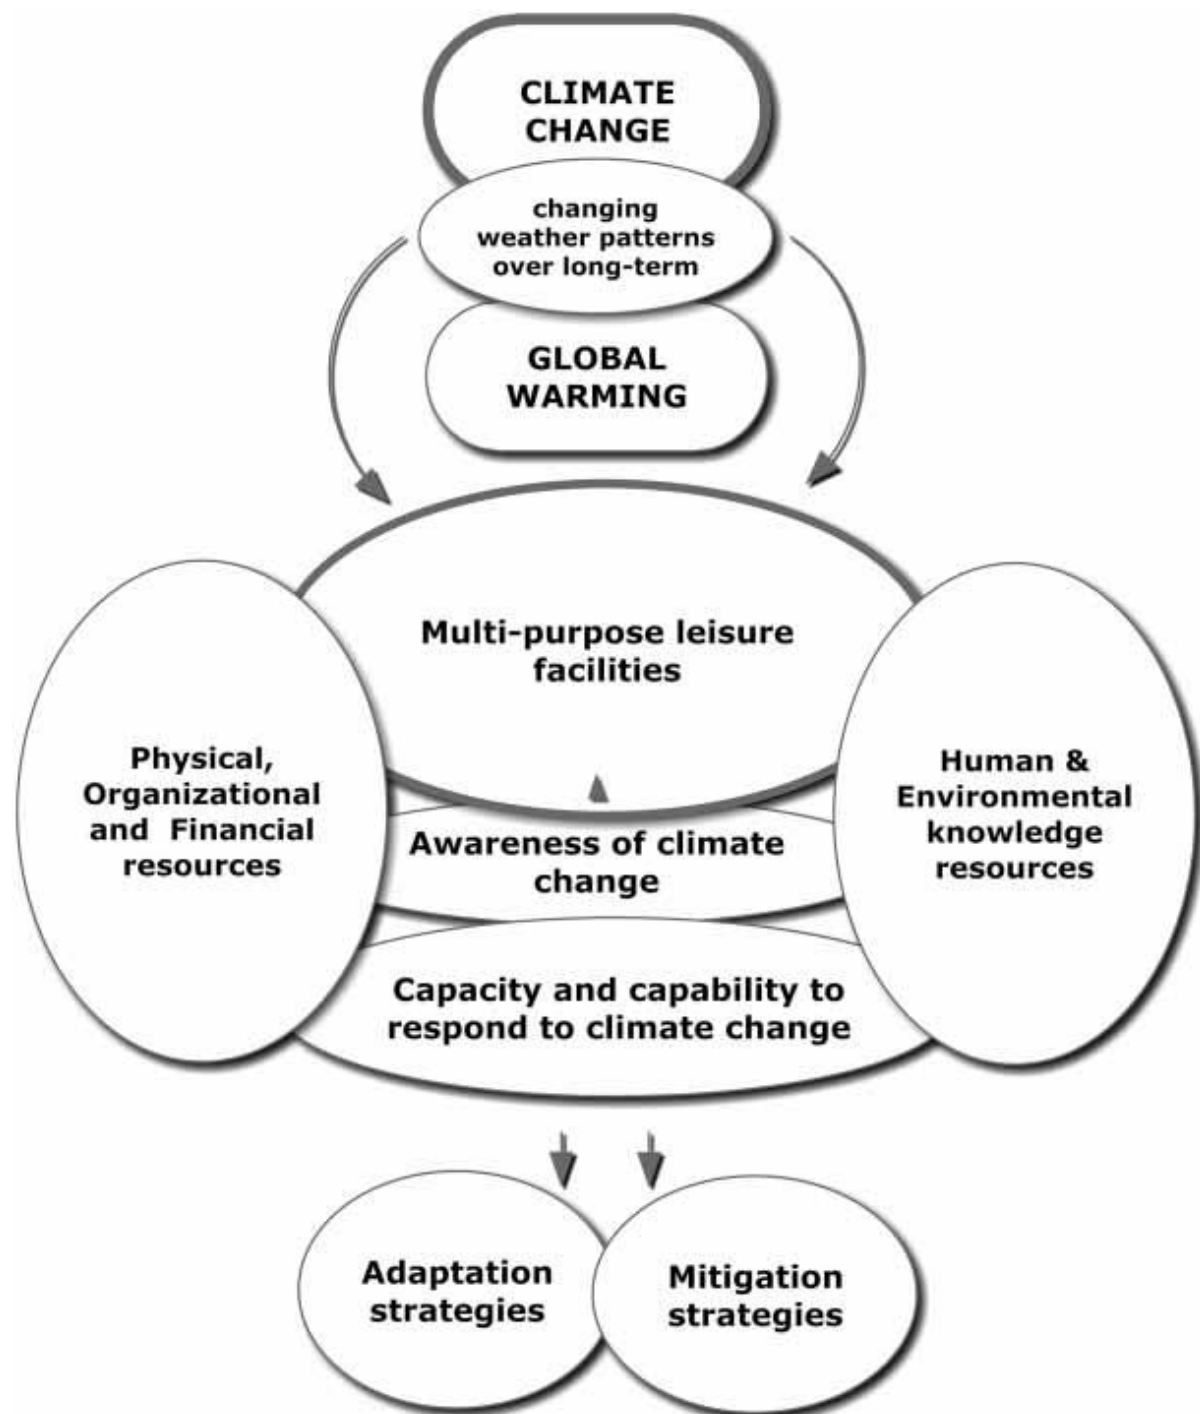 CLIMATE
CHANGE
changing
weather patterns
over long-term
GLOBAL
WARMING
Multi-purpose leisure
facilities
Physical,
Organizational
and Financial
resources
Human &
Environmental
knowledge
resources
Awareness of climate
change
Capacity and capability to
respond to climate change
Adaptation
strategies
Mitigation
strategies